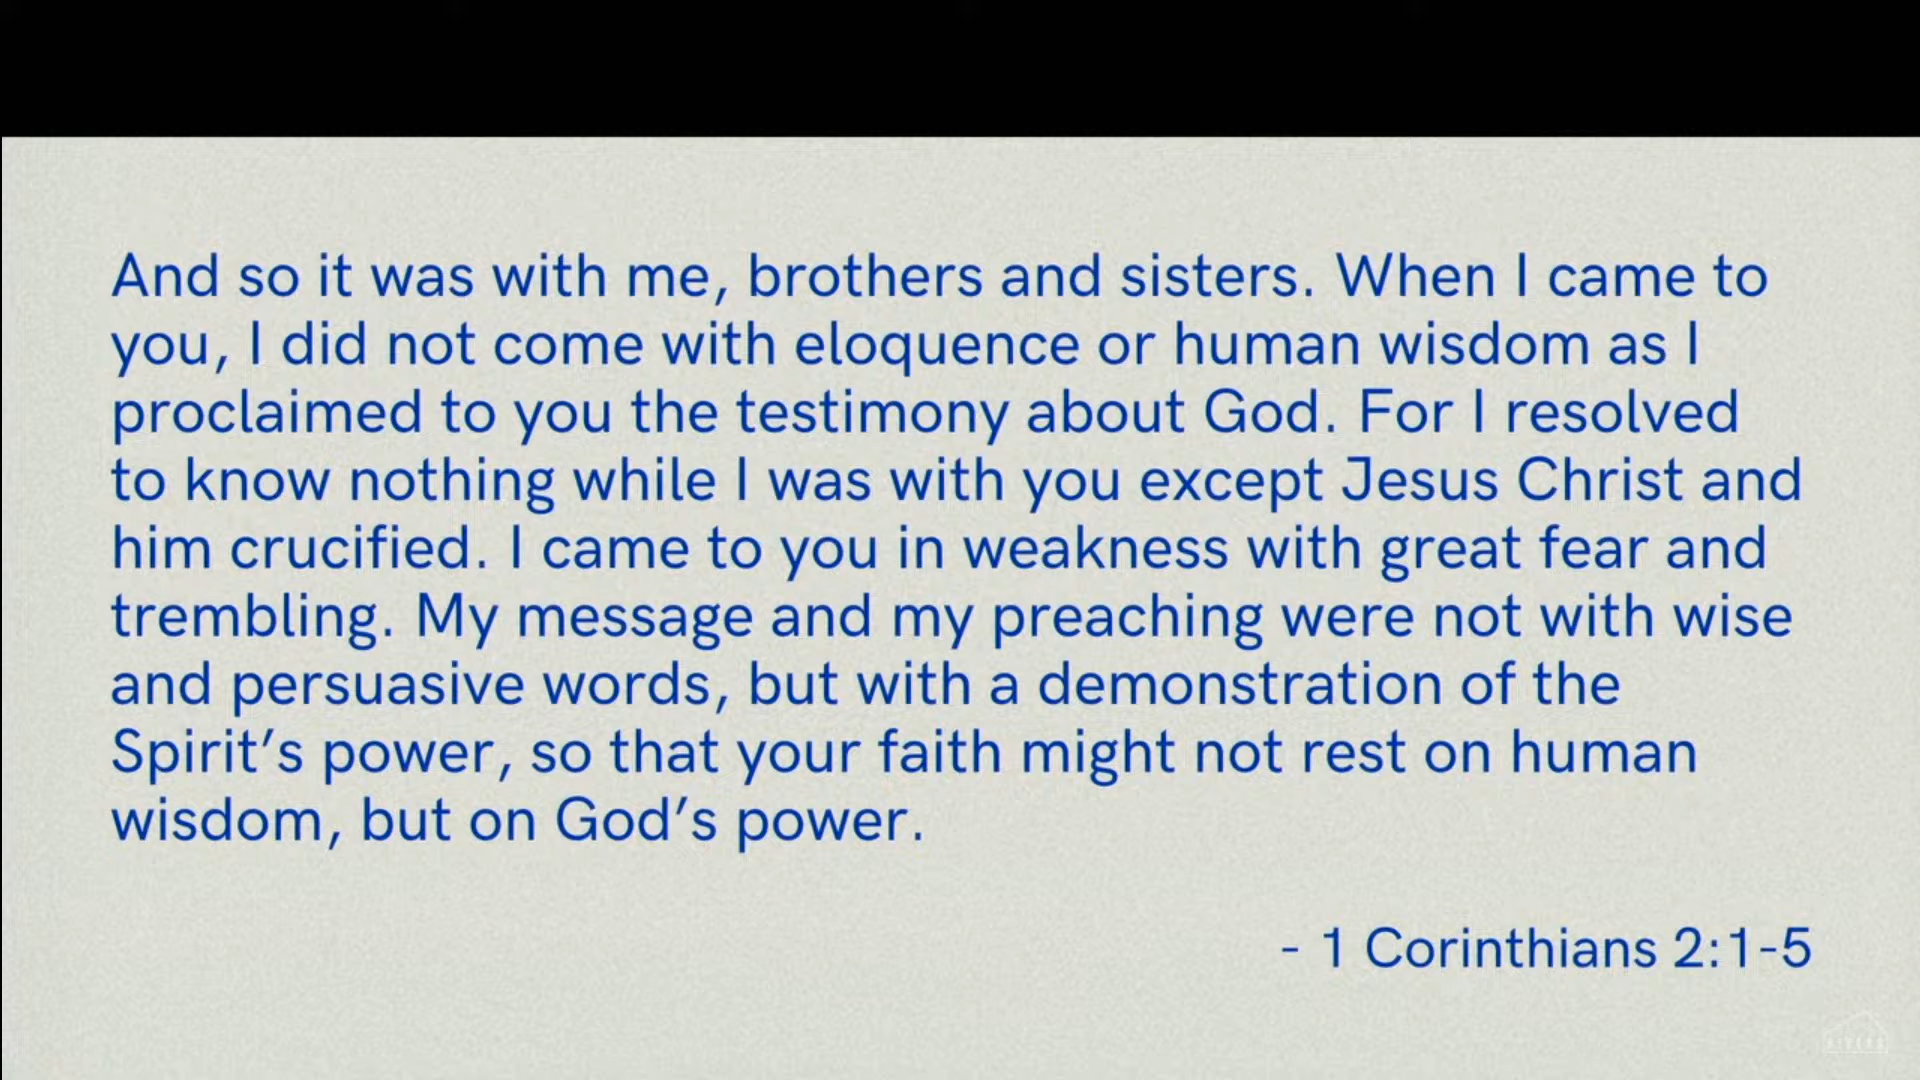 And so it was with me, brothers and sisters. When I came to
you, I did not come with eloquence or human wisdom as I
proclaimed to you the testimony about God. For I resolved
to know nothing while I was with you except Jesus Christ and
him crucified. I came to you in weakness with great fear and
trembling. My message and my preaching were not with wise
and persuasive words, but with a demonstration of the
Spirit’s power, so that your faith might not rest on human
wisdom, but on God’s power.
- 1 Corinthians 2:1-5